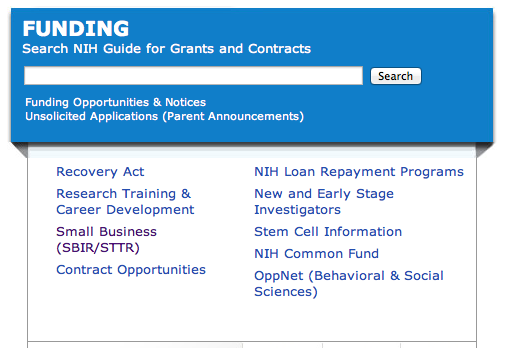 FUNDING
Search NIH Guide for Grants and Contracts
Search
Funding Opportunities & Notices
Unsolicited Applications (Parent Announcements)
Recovery Act
Research Training &
Career Development
Small Business
(SBIR/STTR)
Contract Opportunities
NIH Loan Repayment Programs
New and Early Stage
Investigators
Stem Cell Information
NIH Common Fund
OppNet (Behavioral & Social
Sciences)